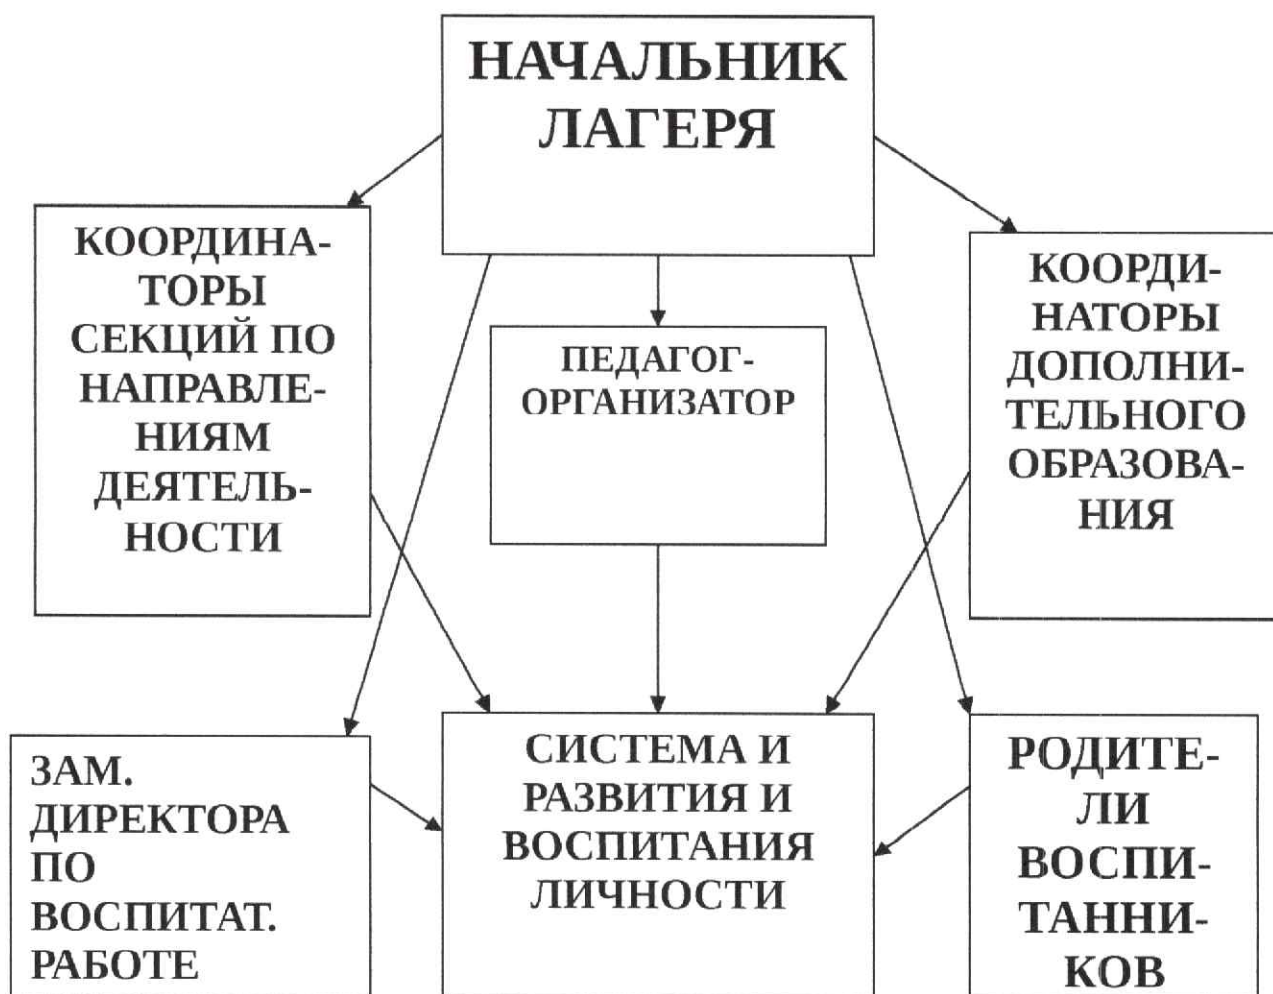 НАЧАЛЬНИК
ЛАГЕРЯ
КООРДИНА-
ТОРЫ
СЕКЦИЙ ПО
НАПРАВЛЕ-
НИЯМ
ДЕЯТЕЛЬ-
НОСТИ
ПЕДАГОГ-
ОРГАНИЗАТОР
КООРДИ-
НАТОРЫ
ДОПОЛНИ-
ТЕЛЬНОГО
ОБРАЗОВА-
НИЯ
ЗАМ.
ДИРЕКТОРА
ПО
ВОСПИТАТ.
РАБОТЕ
СИСТЕМА И
РАЗВИТИЯ И
ВОСПИТАНИЯ
ЛИЧНОСТИ
РОДИТЕ-
ЛИ
ВОСПИ-
ТАННИ-
КОВ